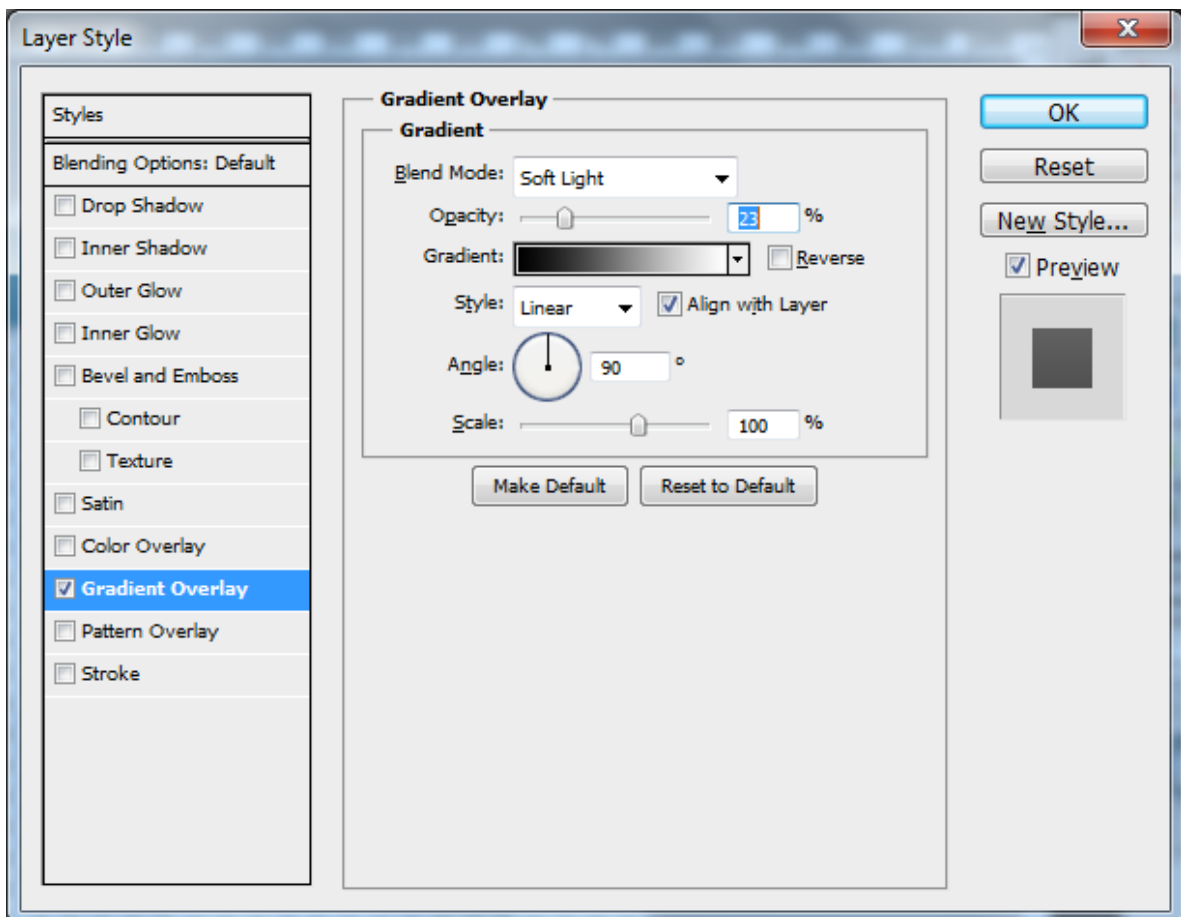 Layer Style
Styles
Blending Options: Default
Drop Shadow
Inner Shadow
Outer Glow
Inner Glow
Bevel and Emboss
Contour
Texture
Satin
Color Overlay
Gradient Overlay
Pattern Overlay
Stroke
Gradient Overlay
Gradient
Blend Mode: Soft Light
Opacity: 23 %
Gradient: Reverse
Style: Linear Align with Layer
Angle: 90 °
Scale: 100 %
Make Default Reset to Default
OK
Reset
New Style...
Preview